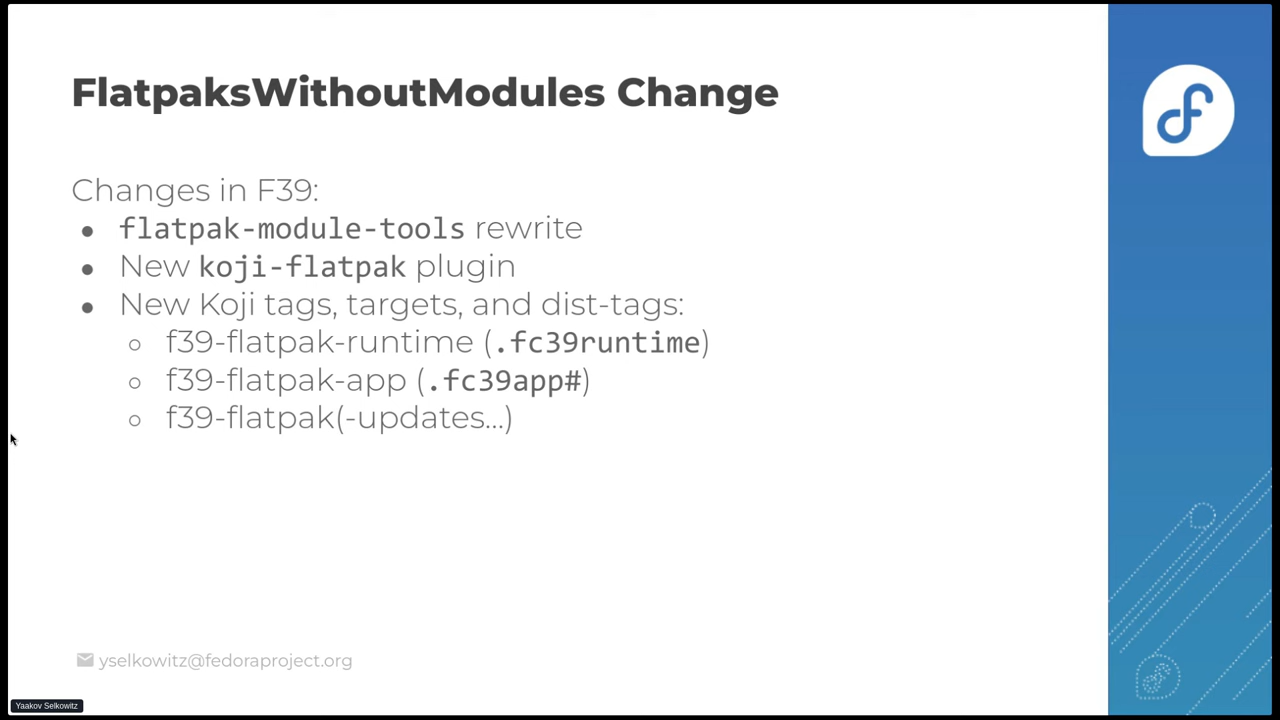 FlatpaksWithoutModules Change
Changes in F39:
● flatpak-module-tools rewrite
● New koji-flatpak plugin
● New Koji tags, targets, and dist-tags:
○ f39-flatpak-runtime (.fc39runtime)
○ f39-flatpak-app (.fc39app#)
○ f39-flatpak(-updates...)
yselkowitz@fedoraproject.org
Yaakov Selkowitz